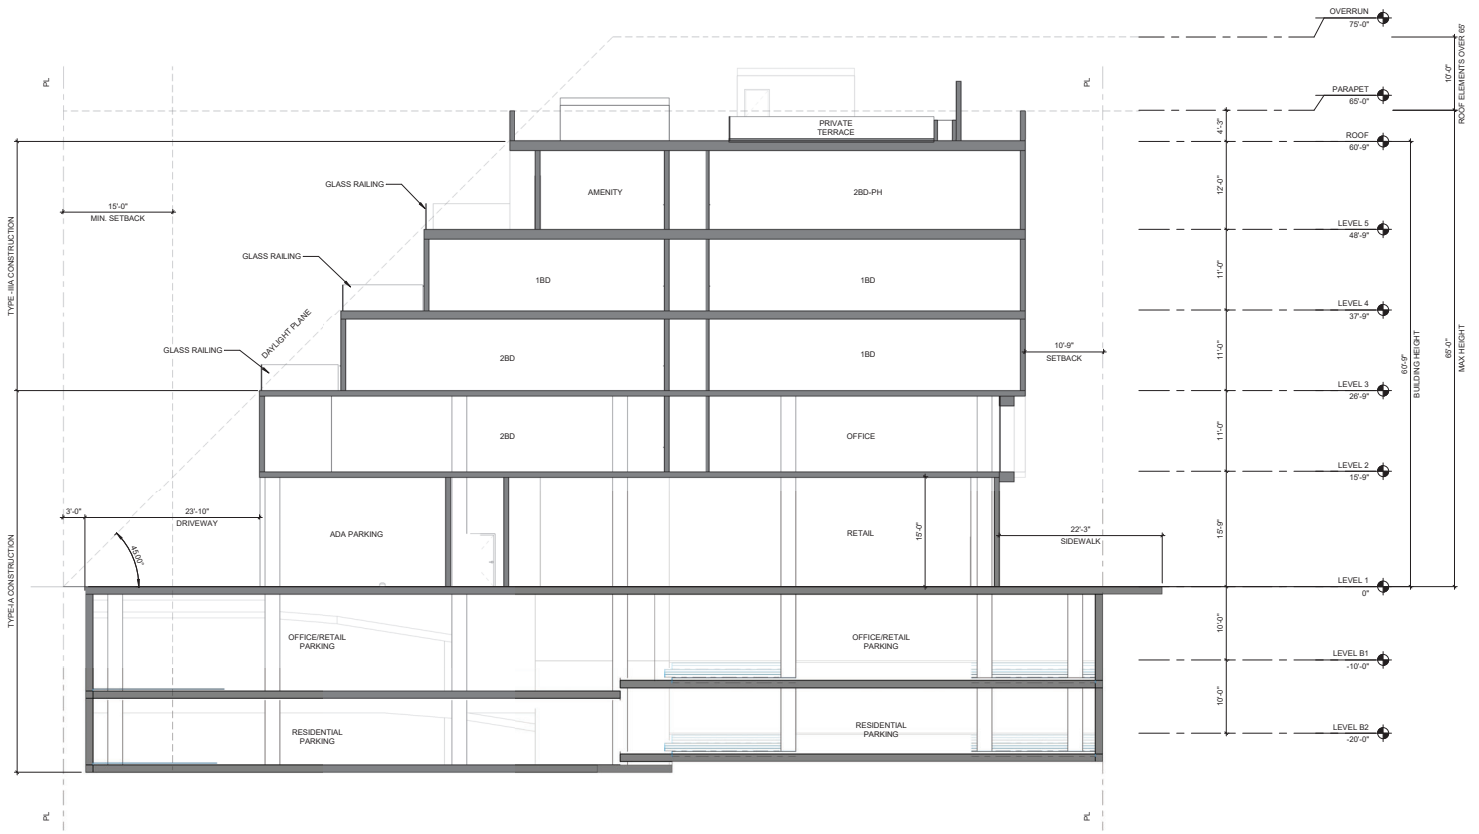 OVERRUN
75'-0"
PL
PL
10'-0"
ROOF ELEMENTS OVER 65'
PARAPET
65'-0"
PRIVATE
TERRACE
4'-3"
ROOF
60'-9"
GLASS RAILING
AMENITY
2BD-PH
12'-0"
15'-0"
MIN. SETBACK
LEVEL 5
48'-9"
TYPE -IIIA CONSTRUCTION
GLASS RAILING
1BD
1BD
11'-0"
LEVEL 4
37'-9"
DAYLIGHT PLANE
GLASS RAILING
2BD
1BD
10'-9"
SETBACK
11'-0"
60'-9"
BUILDING HEIGHT
65'-0"
MAX HEIGHT
LEVEL 3
26'-9"
2BD
OFFICE
11'-0"
LEVEL 2
15'-9"
3'-0"
23'-10"
DRIVEWAY
ADA PARKING
RETAIL
15'-0"
22'-3"
SIDEWALK
15'-9"
45.00°
TYPE-IA CONSTRUCTION
LEVEL 1
0"
OFFICE/RETAIL
PARKING
OFFICE/RETAIL
PARKING
10'-0"
LEVEL B1
-10'-0"
RESIDENTIAL
PARKING
RESIDENTIAL
PARKING
10'-0"
LEVEL B2
-20'-0"
PL
PL